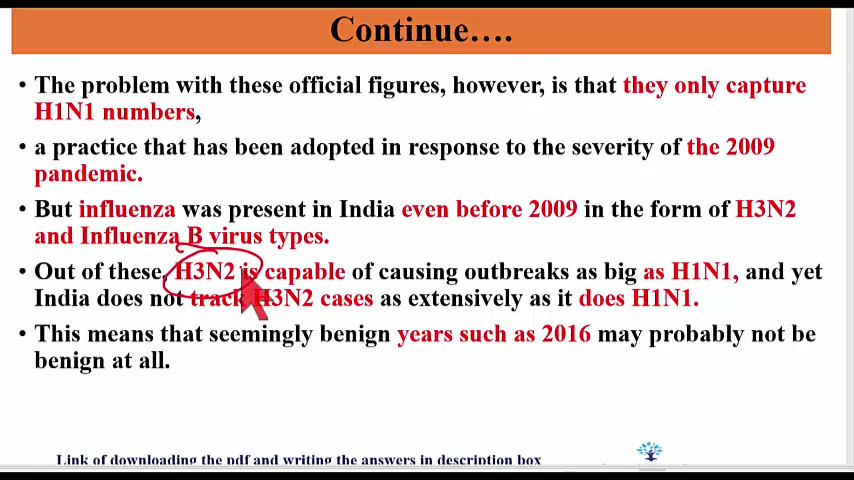 Continue….
• The problem with these official figures, however, is that they only capture
H1N1 numbers,
• a practice that has been adopted in response to the severity of the 2009
pandemic.
• But influenza was present in India even before 2009 in the form of H3N2
and Influenza B virus types.
• Out of these, H3N2 is capable of causing outbreaks as big as H1N1, and yet
India does not track H3N2 cases as extensively as it does H1N1.
• This means that seemingly benign years such as 2016 may probably not be
benign at all.
Link of downloading the pdf and writing the answers in description box